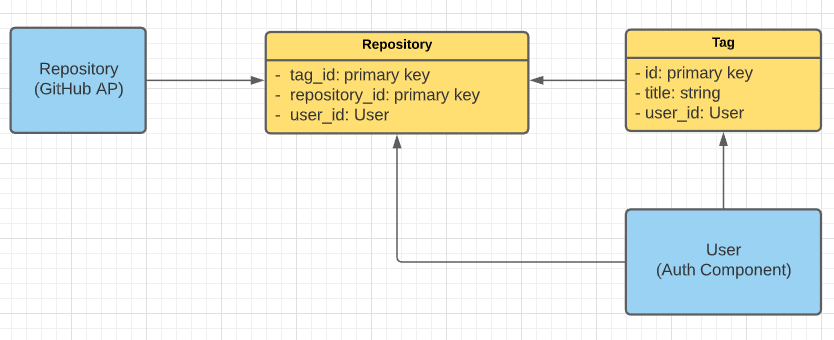 Repository
(GitHub AP)
Repository
- tag_id: primary key
- repository_id: primary key
- user_id: User
Tag
- id: primary key
- title: string
- user_id: User
User
(Auth Component)